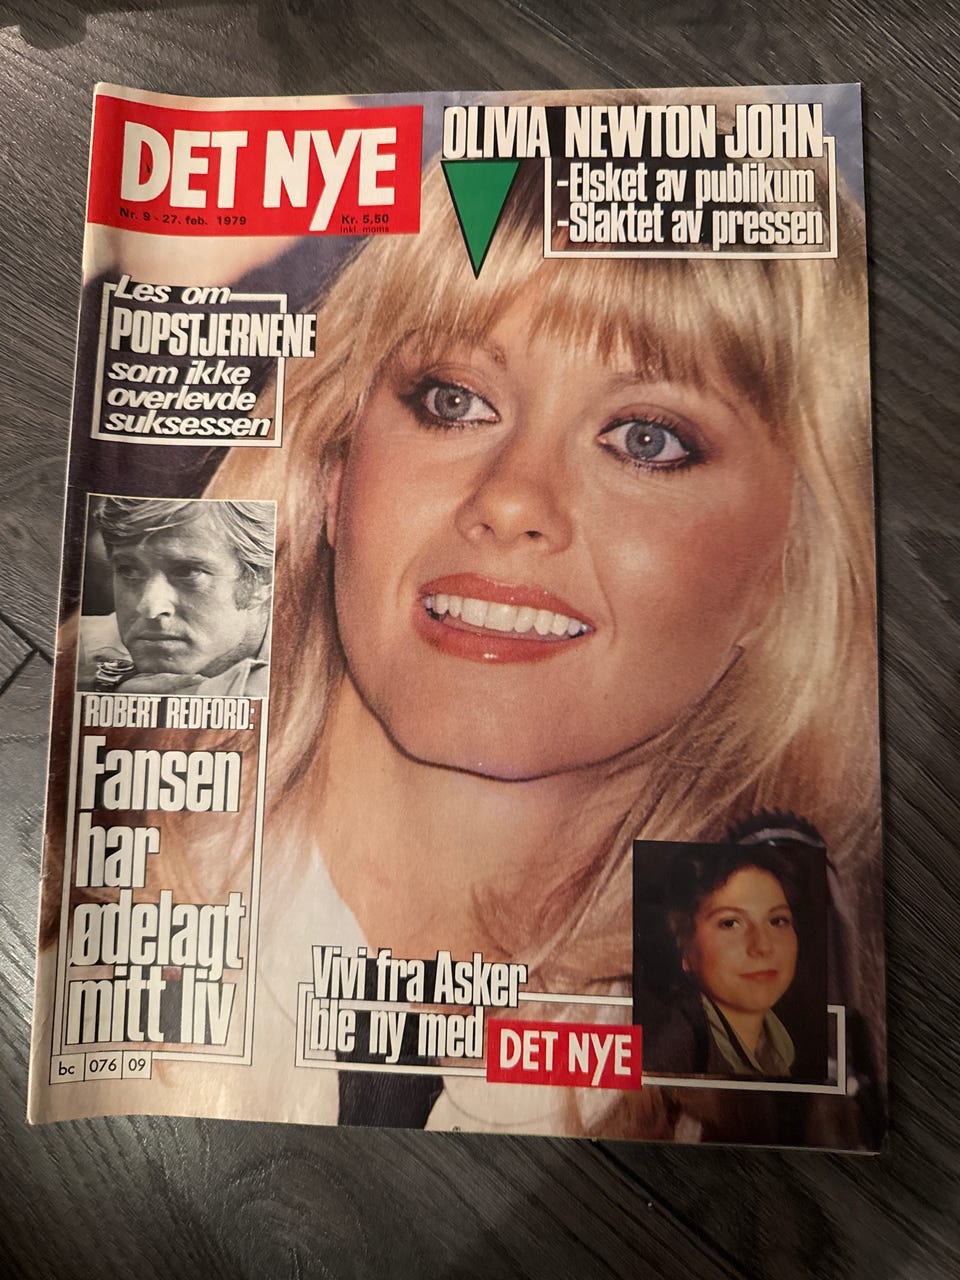 DET NYE
Nr. 9 - 27. feb. 1979
Kr. 5,50
inkl. moms
OLIVIA NEWTON JOHN
-Elsket av publikum
-Slaktet av pressen
Les om
POPSTJERNENE
som ikke
overlevde
suksessen
ROBERT REDFORD:
Fansen
har
ødelagt
mitt liv
bc 076 09
Vivi fra Asker
ble ny med
DET NYE